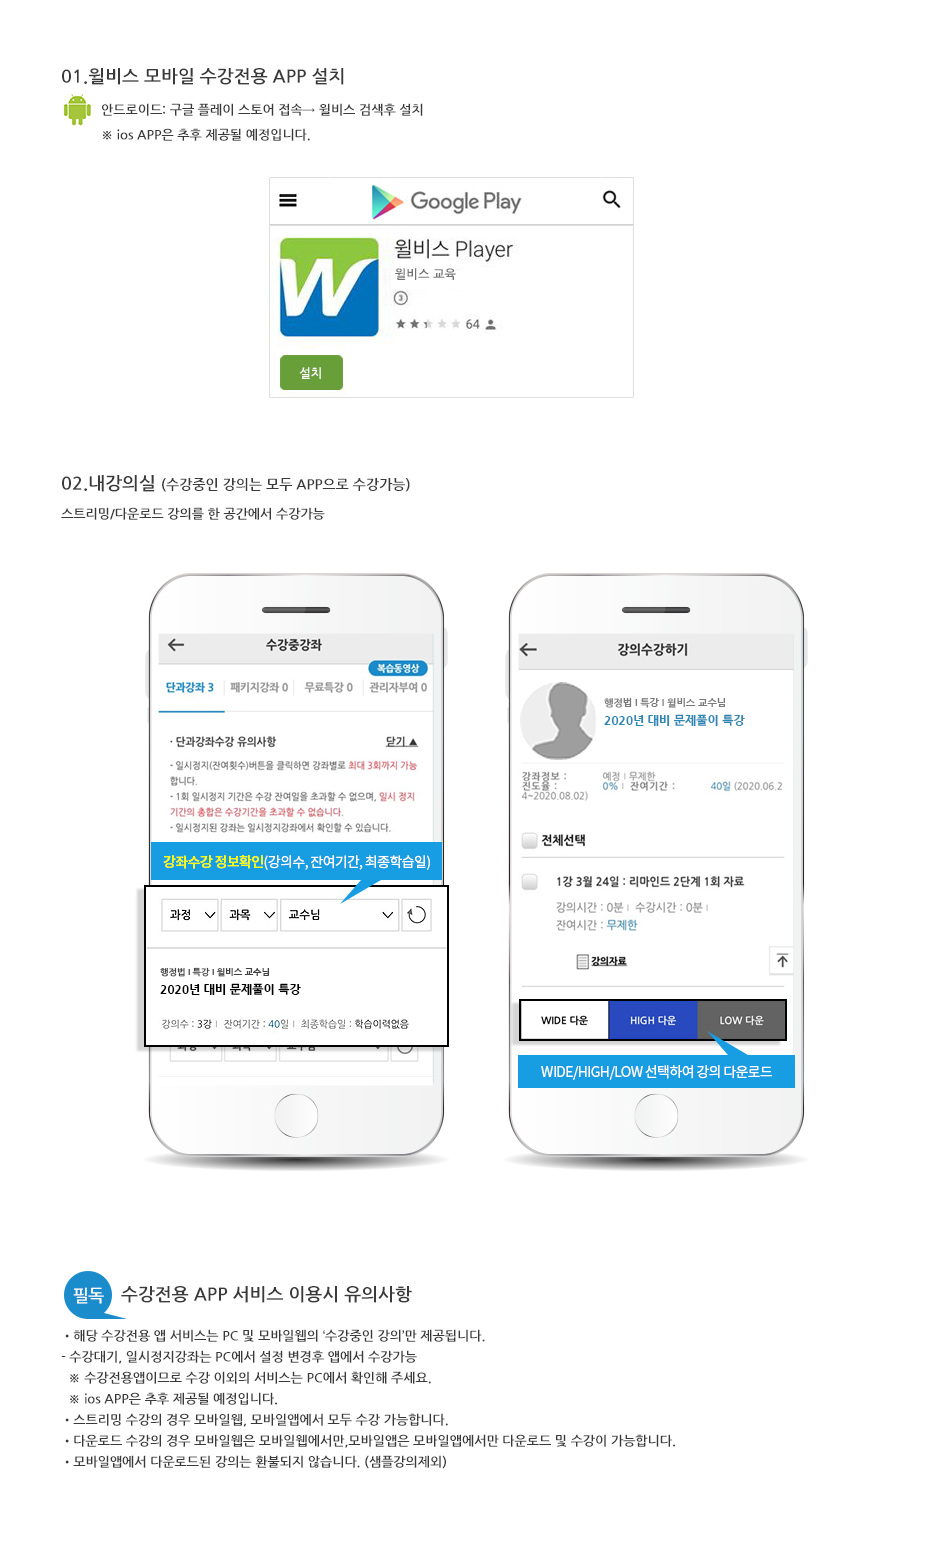 01.윌비스 모바일 수강전용 APP 설치
안드로이드: 구글 플레이 스토어 접속→ 윌비스 검색후 설치
※ ios APP은 추후 제공될 예정입니다.
Google Play
W
윌비스 Player
윌비스 교육
3
64
설치
02.내강의실 (수강중인 강의는 모두 APP으로 수강가능)
스트리밍/다운로드 강의를 한 공간에서 수강가능
수강중강좌
복습동영상
단과강좌 3 패키지강좌 0 무료특강 0 관리자부여 0
· 단과강좌수강 유의사항 닫기 ▲
- 일시정지(잔여횟수)버튼을 클릭하면 강좌별로 최대 3회까지 가능
합니다.
- 1회 일시정지 기간은 수강 잔여일을 초과할 수 없으며, 일시 정지
기간의 총합은 수강기간을 초과할 수 없습니다.
- 일시정지된 강좌는 일시정지강좌에서 확인할 수 있습니다.
강좌수강 정보확인(강의수, 잔여기간, 최종학습일)
과정 과목 교수님
행정법 I 특강 I 윌비스 교수님
2020년 대비 문제풀이 특강
강의수 : 3강 I 잔여기간 : 40일 I 최종학습일 : 학습이력없음
강의수강하기
행정법 I 특강 I 윌비스 교수님
2020년 대비 문제풀이 특강
강좌정보 : 예정 I 무제한
진도율 : 0% I 잔여기간 : 40일 (2020.06.2
4~2020.08.02)
전체선택
1강 3월 24일 : 리마인드 2단계 1회 자료
강의시간 : 0분 I 수강시간 : 0분 I
잔여시간 : 무제한
강의자료
WIDE 다운 HIGH 다운 LOW 다운
WIDE/HIGH/LOW 선택하여 강의 다운로드
필독 수강전용 APP 서비스 이용시 유의사항
• 해당 수강전용 앱 서비스는 PC 및 모바일웹의 '수강중인 강의'만 제공됩니다.
- 수강대기, 일시정지강좌는 PC에서 설정 변경후 앱에서 수강가능
※ 수강전용앱이므로 수강 이외의 서비스는 PC에서 확인해 주세요.
※ ios APP은 추후 제공될 예정입니다.
• 스트리밍 수강의 경우 모바일웹, 모바일앱에서 모두 수강 가능합니다.
• 다운로드 수강의 경우 모바일웹은 모바일웹에서만,모바일앱은 모바일앱에서만 다운로드 및 수강이 가능합니다.
• 모바일앱에서 다운로드된 강의는 환불되지 않습니다. (샘플강의제외)